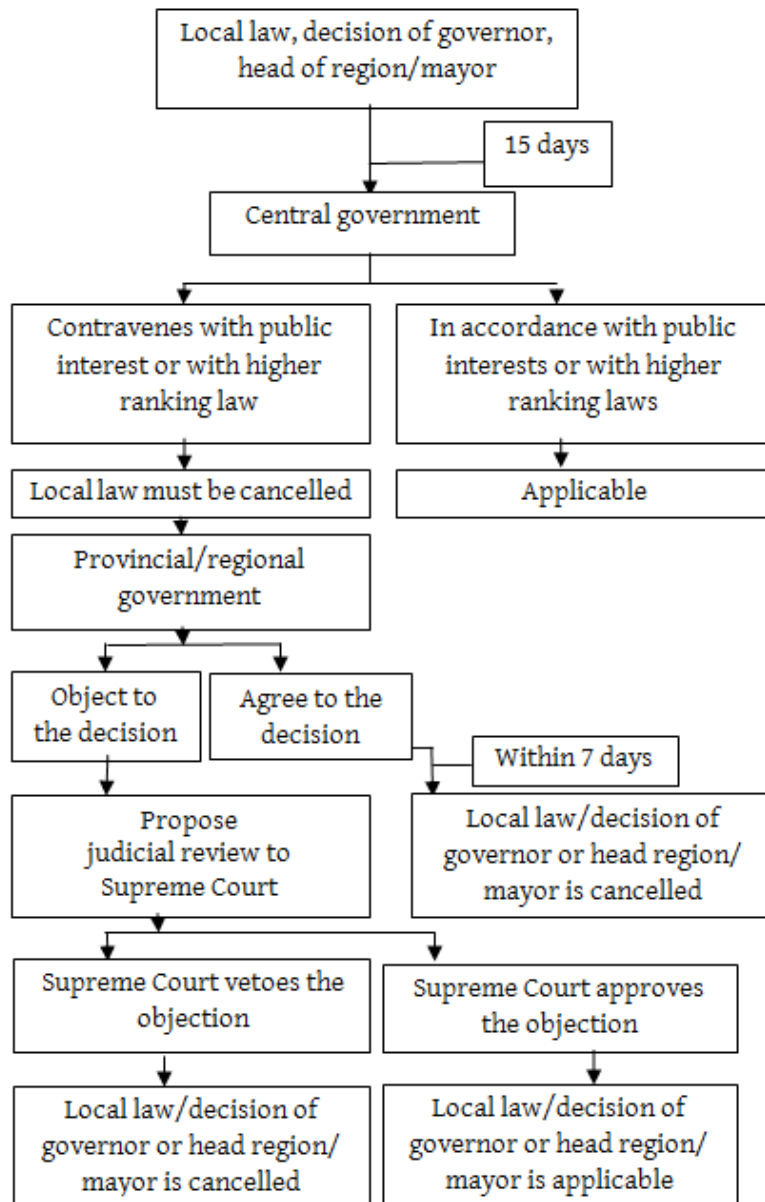 Local law, decision of governor,
head of region/mayor
15 days
Central government
Contravenes with public
interest or with higher
ranking law
In accordance with public
interests or with higher
ranking laws
Local law must be cancelled
Applicable
Provincial/regional
government
Object to
the decision
Agree to the
decision
Within 7 days
Propose
judicial review to
Supreme Court
Local law/decision of
governor or head region/
mayor is cancelled
Supreme Court vetoes the
objection
Supreme Court approves
the objection
Local law/decision of
governor or head region/
mayor is cancelled
Local law/decision of
governor or head region/
mayor is applicable